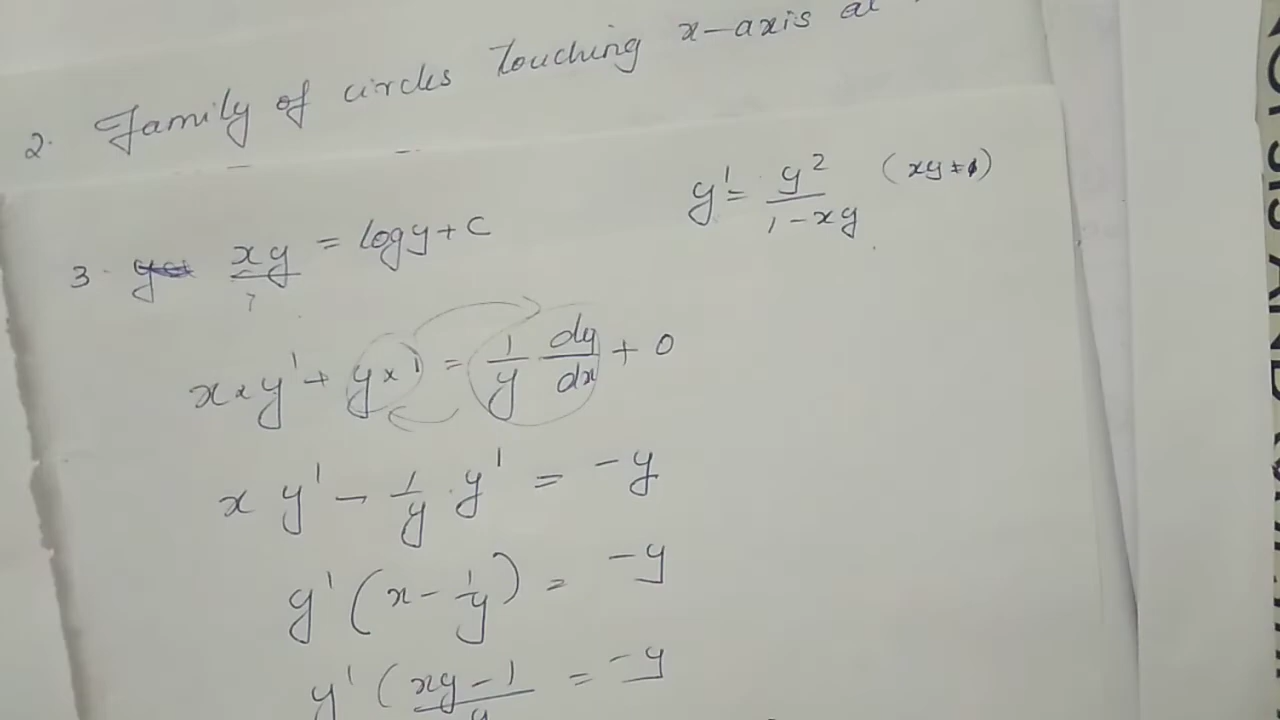 2. Family of circles Touching x-axis at
3. xy = log y + C
y' = y²/(1-xy) (xy ≠ 1)
x × y' + y × 1 = 1/y dy/dx + 0
x y' - 1/y . y' = -y
y' (x - 1/y) = -y
y' (xy - 1/y = -y